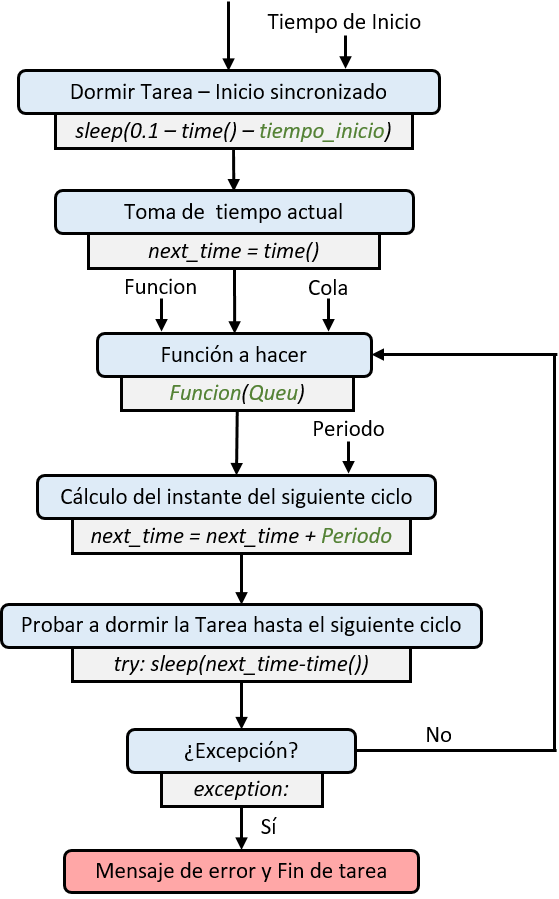 Tiempo de Inicio
Dormir Tarea – Inicio sincronizado
sleep(0.1 – time() – tiempo_inicio)
Toma de tiempo actual
next_time = time()
Funcion
Cola
Función a hacer
Funcion(Queu)
Periodo
Cálculo del instante del siguiente ciclo
next_time = next_time + Periodo
Probar a dormir la Tarea hasta el siguiente ciclo
try: sleep(next_time-time())
No
¿Excepción?
exception:
Sí
Mensaje de error y Fin de tarea